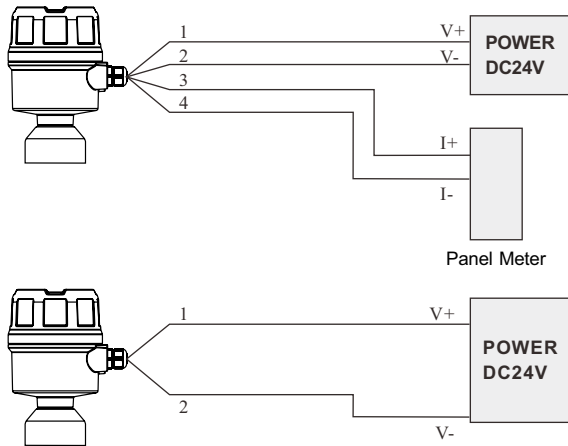 1
V+
2
V-
POWER
DC24V
3
4
I+
I-
Panel Meter
1
V+
POWER
DC24V
2
V-